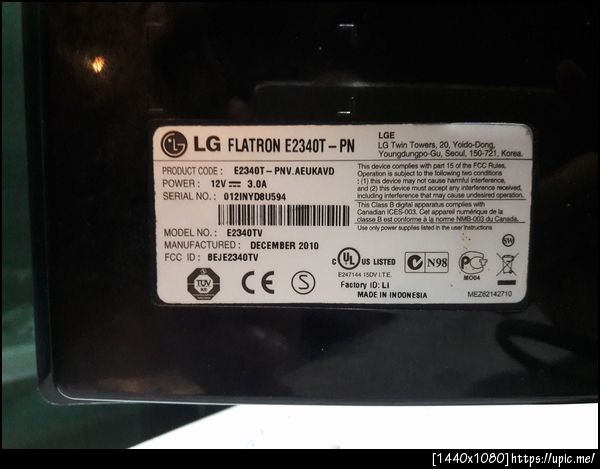 LG FLATRON E2340T-PN
LGE
LG Twin Towers, 20, Yoido-Dong,
Youngdungpo-Gu, Seoul, 150-721, Korea.
PRODUCT CODE : E2340T-PNV.AEUKAVD
POWER : 12V 3.0A
SERIAL NO. : 012INYD8U594
MODEL NO. : E2340TV
MANUFACTURED : DECEMBER 2010
FCC ID : BEJE2340TV
This device complies with part 15 of the FCC Rules.
Operation is subject to the following conditions
: (1) this device may not cause harmful interference,
and (2) this device must accept any interference received,
including interference that may cause undesired operation.
This Class B digital apparatus complies with
Canadian ICES-003. Cet appareil numérique de la
classe B est conforme à la norme NMB-003 du Canada.
Use only power supplies listed in the user Instructions
SW
TÜV
CE
S
C UL US LISTED
E247144 15DV I.T.E.
N N98
MO04
Factory ID: LI
MADE IN INDONESIA
MEZ62142710
[1440x1080]https://upic.me/